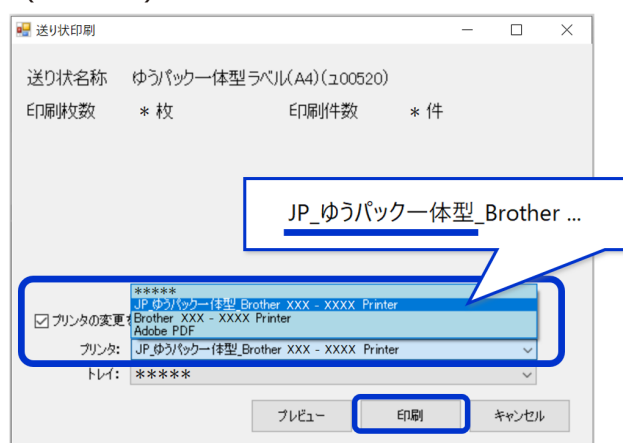 送り状印刷
送り状名称 ゆうパック一体型ラベル(A4)(ュ00520)
印刷枚数 * 枚 印刷件数 * 件
JP_ゆうパック一体型_Brother ...
*****
JP_ゆうパック一体型_Brother XXX - XXXX Printer
プリンタの変更 Brother XXX - XXXX Printer
Adobe PDF
プリンタ: JP_ゆうパック一体型_Brother XXX - XXXX Printer
トレイ: *****
プレビュー 印刷 キャンセル